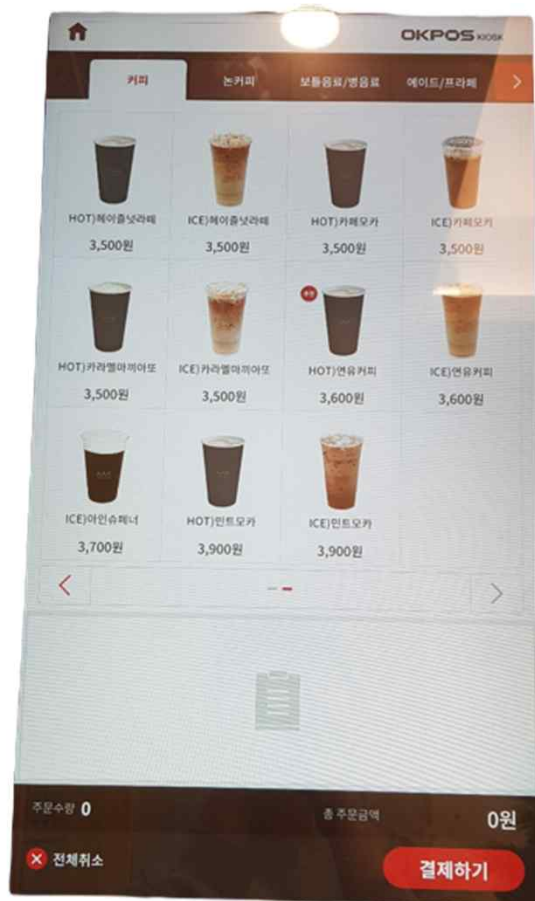 OKPOS KIOSK
커피 논커피 보틀음료/병음료 에이드/프라페
HOT)헤이즐넛라떼 ICE)헤이즐넛라떼 HOT)카페모카 ICE)카페모카
3,500원 3,500원 3,500원 3,500원
HOT)카라멜마끼아또 ICE)카라멜마끼아또 HOT)연유커피 ICE)연유커피
3,500원 3,500원 3,600원 3,600원
ICE)아인슈페너 HOT)민트모카 ICE)민트모카
3,700원 3,900원 3,900원
주문수량 0 총 주문금액 0원
전체취소 결제하기